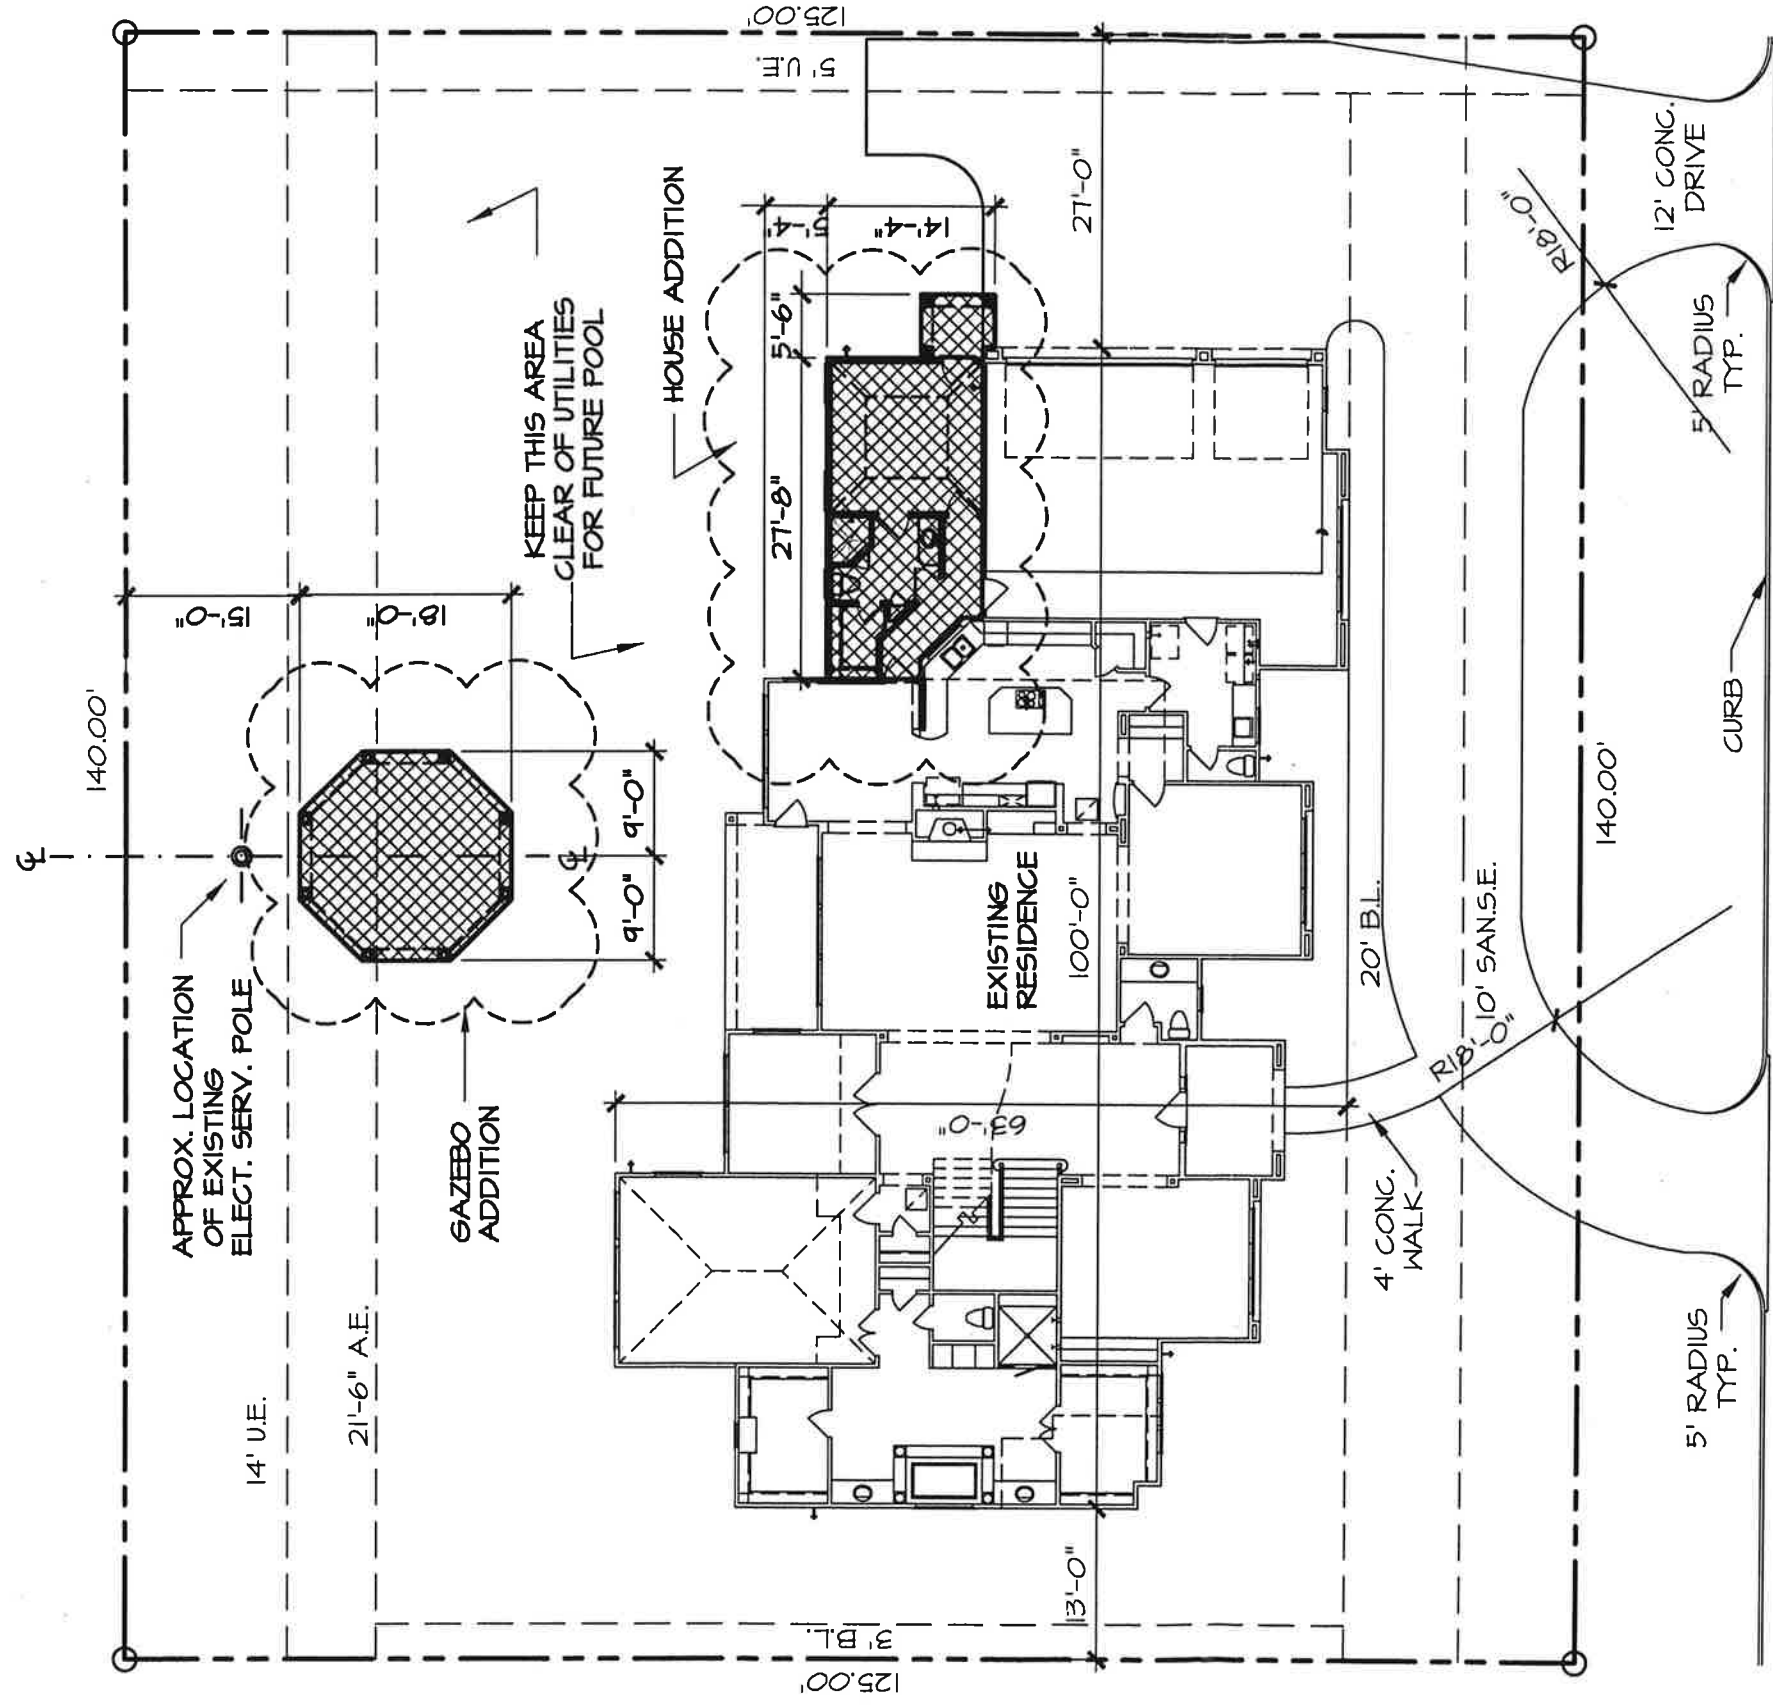 125.00'
5' U.E.
140.00'
℄
15'-0"
18'-0"
9'-0"
9'-0"
℄
APPROX. LOCATION
OF EXISTING
ELECT. SERV. POLE
GAZEBO
ADDITION
14' U.E.
21'-6" A.E.
KEEP THIS AREA
CLEAR OF UTILITIES
FOR FUTURE POOL
HOUSE ADDITION
5'-4"
14'-4"
5'-6"
27'-8"
27'-0"
EXISTING
RESIDENCE
100'-0"
63'-0"
13'-0"
3' B.L.
125.00'
20' B.L.
10' SAN.S.E.
R18'-0"
4' CONC.
WALK
5' RADIUS
TYP.
140.00'
CURB
R18'-0"
5' RADIUS
TYP.
12' CONC.
DRIVE